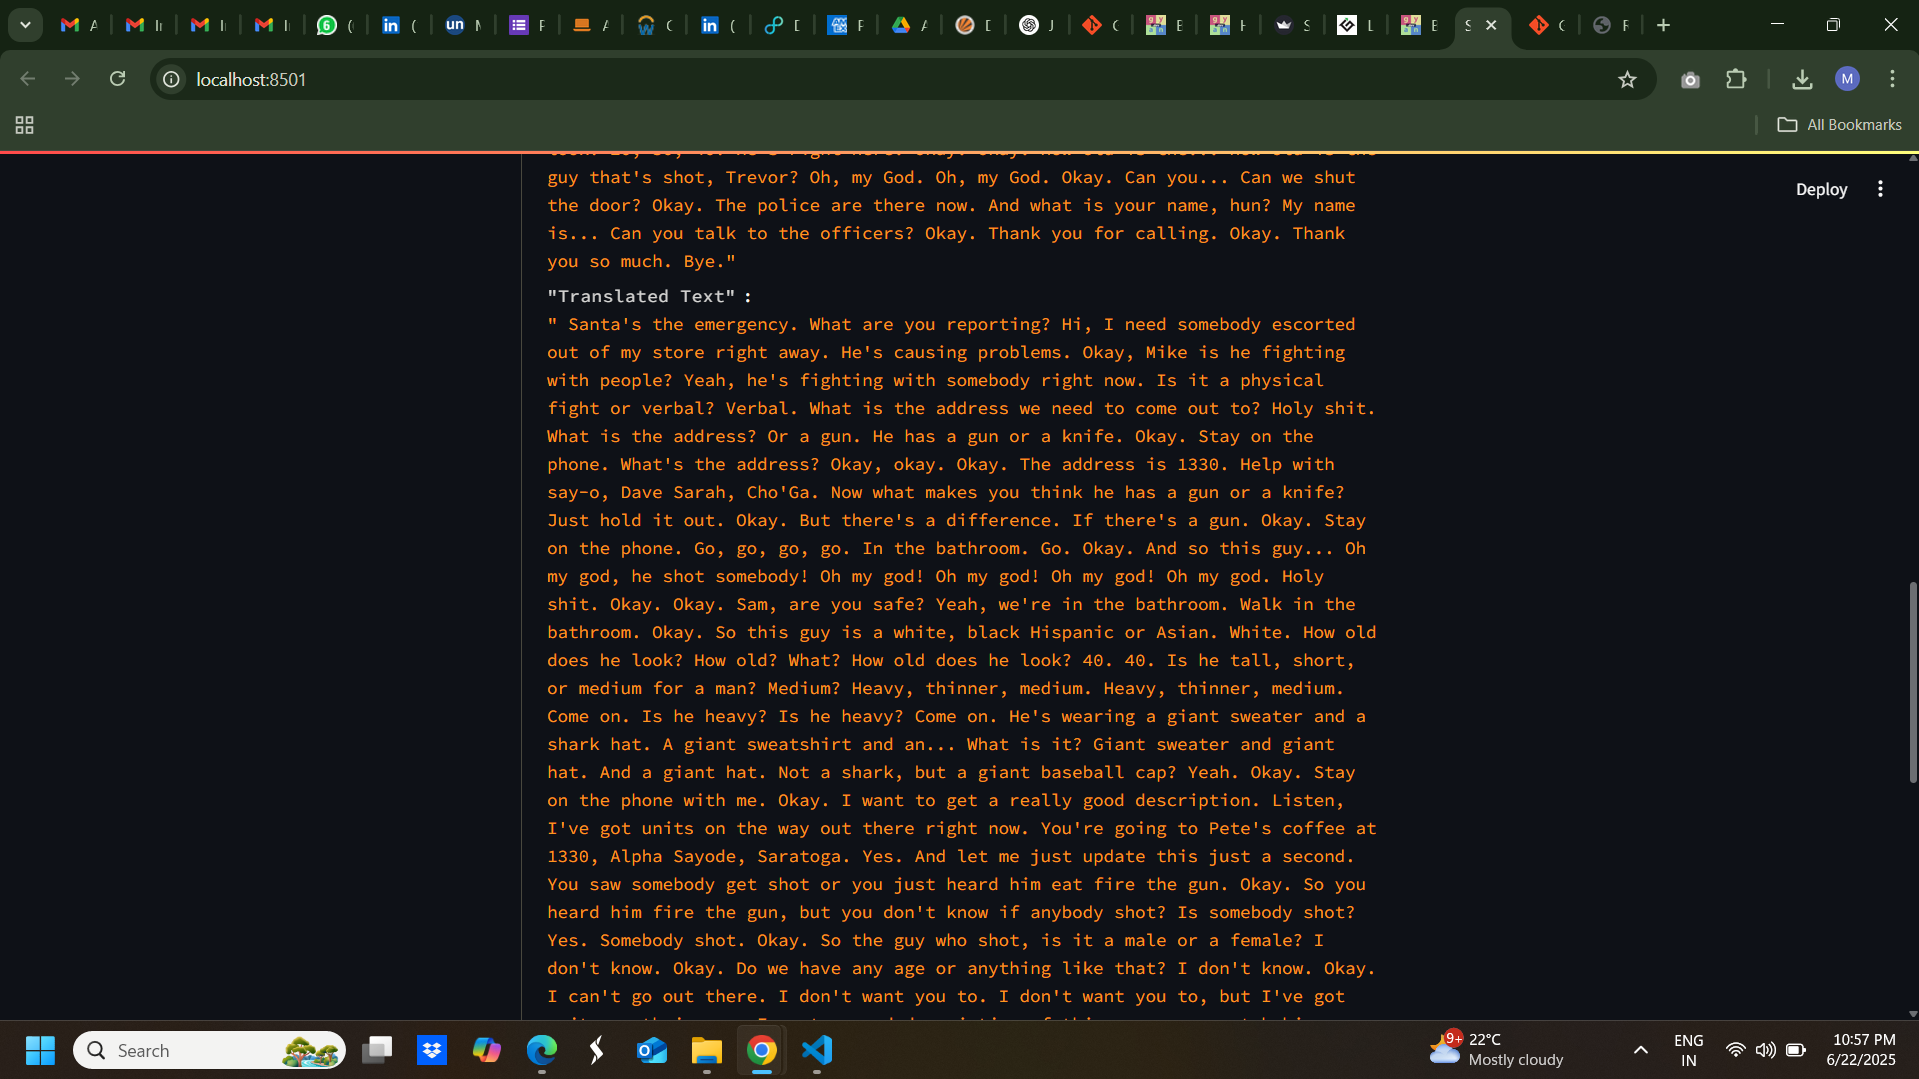 A
In
In
In
6
(
in
(
un
M
F
A
C
in
(
D
F
A
D
J
C
E
H
S
L
E
S
C
F
localhost:8501
M
All Bookmarks
Deploy
guy that's shot, Trevor? Oh, my God. Oh, my God. Okay. Can you... Can we shut
the door? Okay. The police are there now. And what is your name, hun? My name
is... Can you talk to the officers? Okay. Thank you for calling. Okay. Thank
you so much. Bye."
"Translated Text" :
" Santa's the emergency. What are you reporting? Hi, I need somebody escorted
out of my store right away. He's causing problems. Okay, Mike is he fighting
with people? Yeah, he's fighting with somebody right now. Is it a physical
fight or verbal? Verbal. What is the address we need to come out to? Holy shit.
What is the address? Or a gun. He has a gun or a knife. Okay. Stay on the
phone. What's the address? Okay, okay. Okay. The address is 1330. Help with
say-o, Dave Sarah, Cho'Ga. Now what makes you think he has a gun or a knife?
Just hold it out. Okay. But there's a difference. If there's a gun. Okay. Stay
on the phone. Go, go, go, go. In the bathroom. Go. Okay. And so this guy... Oh
my god, he shot somebody! Oh my god! Oh my god! Oh my god! Oh my god. Holy
shit. Okay. Okay. Sam, are you safe? Yeah, we're in the bathroom. Walk in the
bathroom. Okay. So this guy is a white, black Hispanic or Asian. White. How old
does he look? How old? What? How old does he look? 40. 40. Is he tall, short,
or medium for a man? Medium? Heavy, thinner, medium. Heavy, thinner, medium.
Come on. Is he heavy? Is he heavy? Come on. He's wearing a giant sweater and a
shark hat. A giant sweatshirt and an... What is it? Giant sweater and giant
hat. And a giant hat. Not a shark, but a giant baseball cap? Yeah. Okay. Stay
on the phone with me. Okay. I want to get a really good description. Listen,
I've got units on the way out there right now. You're going to Pete's coffee at
1330, Alpha Sayode, Saratoga. Yes. And let me just update this just a second.
You saw somebody get shot or you just heard him eat fire the gun. Okay. So you
heard him fire the gun, but you don't know if anybody shot? Is somebody shot?
Yes. Somebody shot. Okay. So the guy who shot, is it a male or a female? I
don't know. Okay. Do we have any age or anything like that? I don't know. Okay.
I can't go out there. I don't want you to. I don't want you to, but I've got
Search
9+
22°C
Mostly cloudy
ENG
IN
10:57 PM
6/22/2025